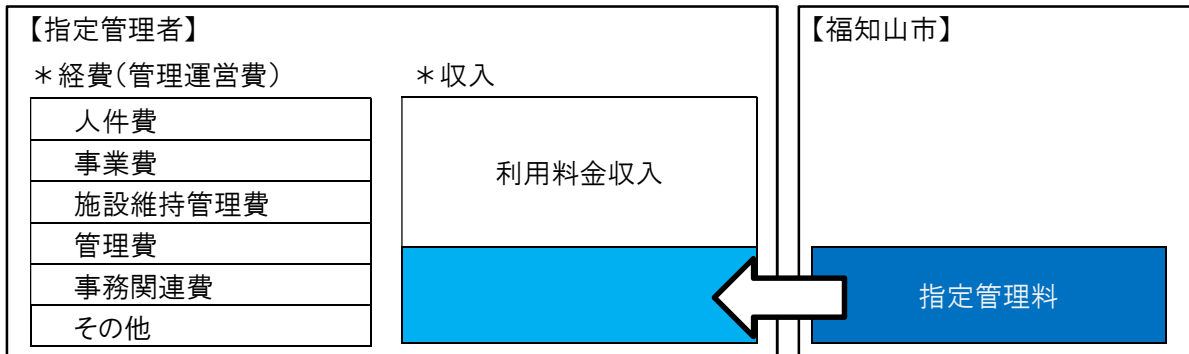 【指定管理者】
＊経費(管理運営費)
人件費
事業費
施設維持管理費
管理費
事務関連費
その他
＊収入
利用料金収入
【福知山市】
指定管理料